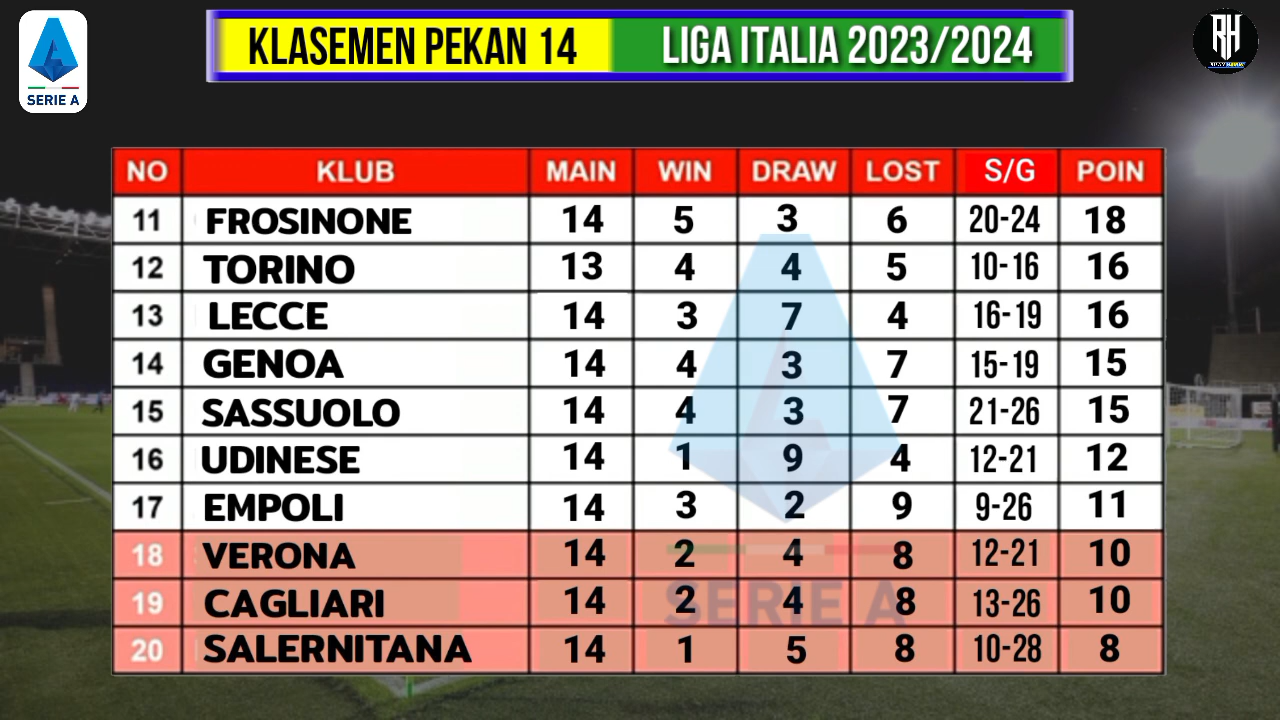 SERIE A
KLASEMEN PEKAN 14 LIGA ITALIA 2023/2024
RH
NO KLUB MAIN WIN DRAW LOST S/G POIN
11 FROSINONE 14 5 3 6 20-24 18
12 TORINO 13 4 4 5 10-16 16
13 LECCE 14 3 7 4 16-19 16
14 GENOA 14 4 3 7 15-19 15
15 SASSUOLO 14 4 3 7 21-26 15
16 UDINESE 14 1 9 4 12-21 12
17 EMPOLI 14 3 2 9 9-26 11
18 VERONA 14 2 4 8 12-21 10
19 CAGLIARI 14 2 4 8 13-26 10
SERIE A
20 SALERNITANA 14 1 5 8 10-28 8